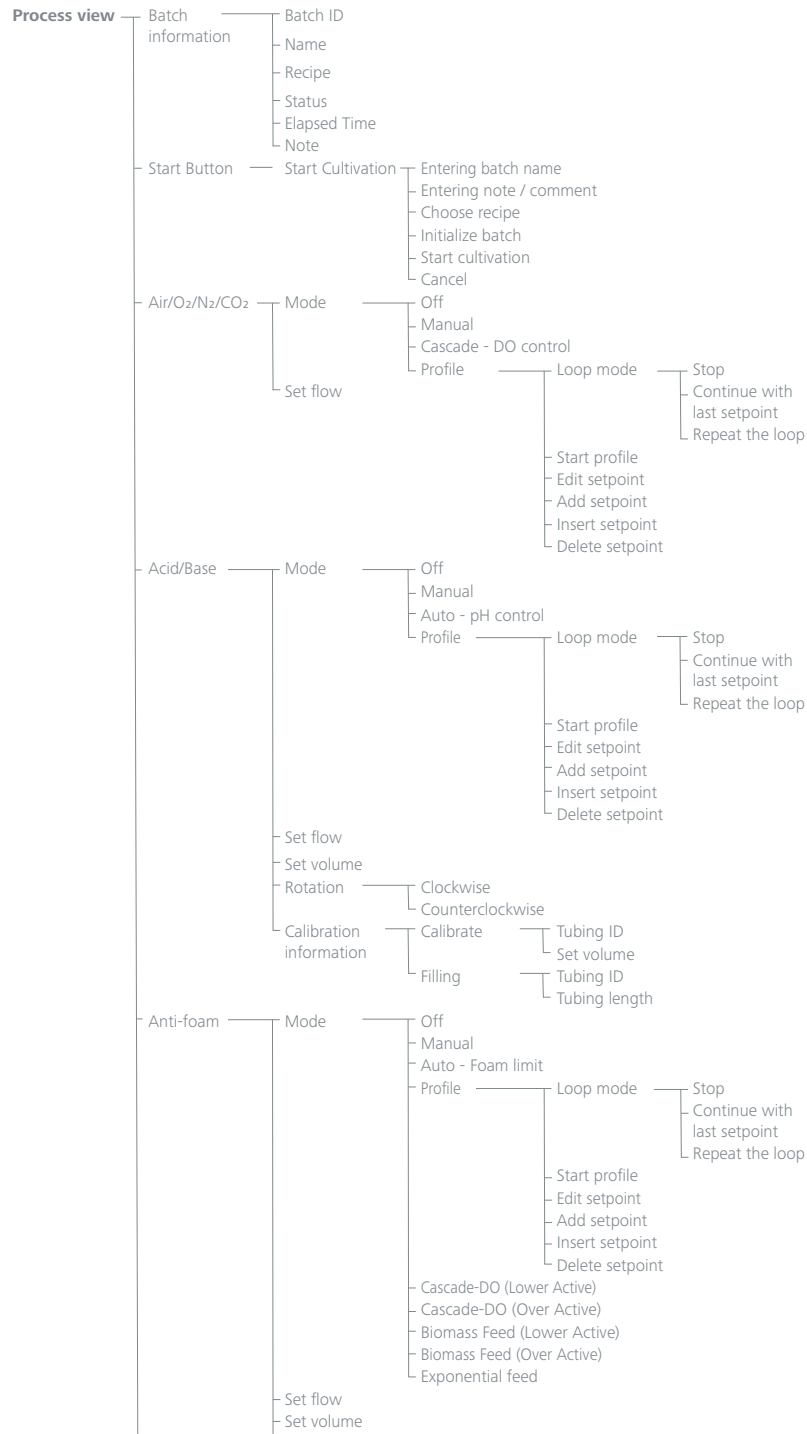 Process view
Batch information
Batch ID
Name
Recipe
Status
Elapsed Time
Note
Start Button
Start Cultivation
Entering batch name
Entering note / comment
Choose recipe
Initialize batch
Start cultivation
Cancel
Air/O₂/N₂/CO₂
Mode
Off
Manual
Cascade - DO control
Profile
Loop mode
Stop
Continue with
last setpoint
Repeat the loop
Start profile
Edit setpoint
Add setpoint
Insert setpoint
Delete setpoint
Set flow
Acid/Base
Mode
Off
Manual
Auto - pH control
Profile
Loop mode
Stop
Continue with
last setpoint
Repeat the loop
Start profile
Edit setpoint
Add setpoint
Insert setpoint
Delete setpoint
Set flow
Set volume
Rotation
Clockwise
Counterclockwise
Calibration
information
Calibrate
Tubing ID
Set volume
Filling
Tubing ID
Tubing length
Anti-foam
Mode
Off
Manual
Auto - Foam limit
Profile
Loop mode
Stop
Continue with
last setpoint
Repeat the loop
Start profile
Edit setpoint
Add setpoint
Insert setpoint
Delete setpoint
Cascade-DO (Lower Active)
Cascade-DO (Over Active)
Biomass Feed (Lower Active)
Biomass Feed (Over Active)
Exponential feed
Set flow
Set volume